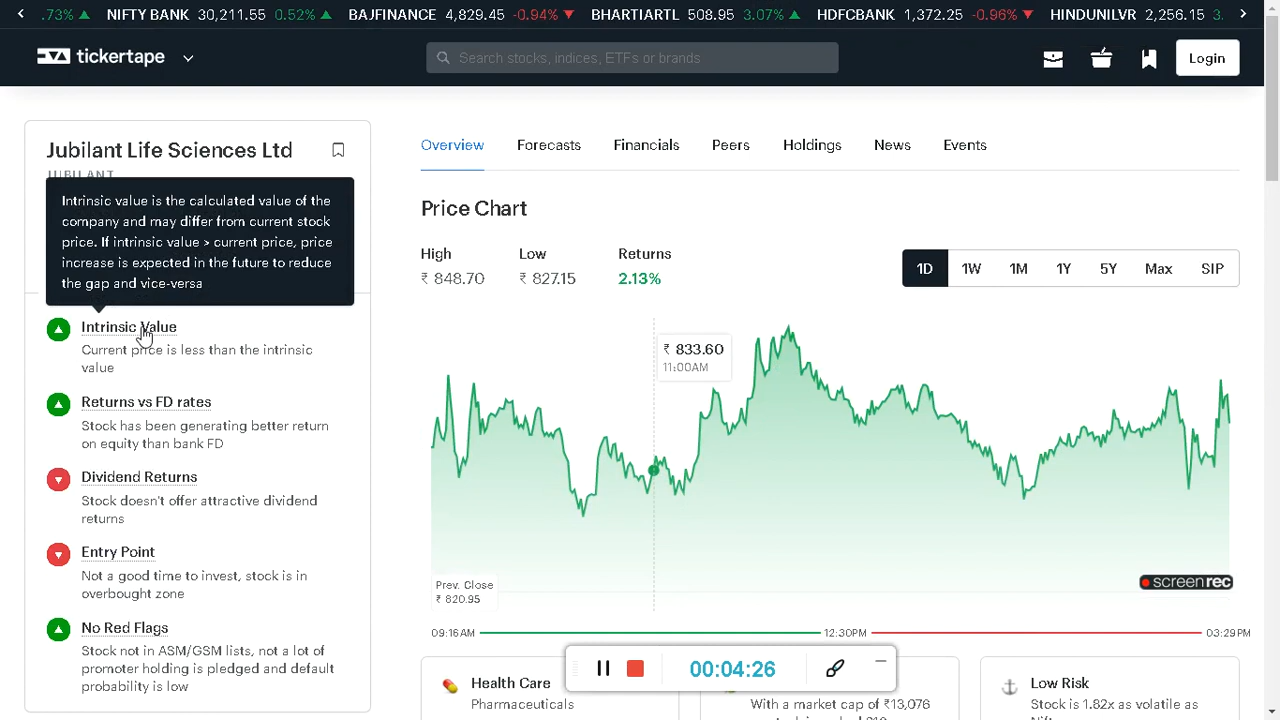 .73% NIFTY BANK 30,211.55 0.52% BAJFINANCE 4,829.45 -0.94% BHARTIARTL 508.95 3.07% HDFCBANK 1,372.25 -0.96% HINDUNILVR 2,256.15 3.
tickertape
Search stocks, indices, ETFs or brands
Login
Jubilant Life Sciences Ltd
JUBILANT
Intrinsic value is the calculated value of the
company and may differ from current stock
price. If intrinsic value > current price, price
increase is expected in the future to reduce
the gap and vice-versa
Intrinsic Value
Current price is less than the intrinsic
value
Returns vs FD rates
Stock has been generating better return
on equity than bank FD
Dividend Returns
Stock doesn't offer attractive dividend
returns
Entry Point
Not a good time to invest, stock is in
overbought zone
No Red Flags
Stock not in ASM/GSM lists, not a lot of
promoter holding is pledged and default
probability is low
Overview Forecasts Financials Peers Holdings News Events
Price Chart
High Low Returns
₹ 848.70 ₹ 827.15 2.13%
1D 1W 1M 1Y 5Y Max SIP
₹ 833.60
11:00AM
Prev. Close
₹ 820.95
screenrec
09:16AM 12:30PM 03:29PM
00:04:26
Health Care
Pharmaceuticals
With a market cap of ₹13,076
Low Risk
Stock is 1.82x as volatile as